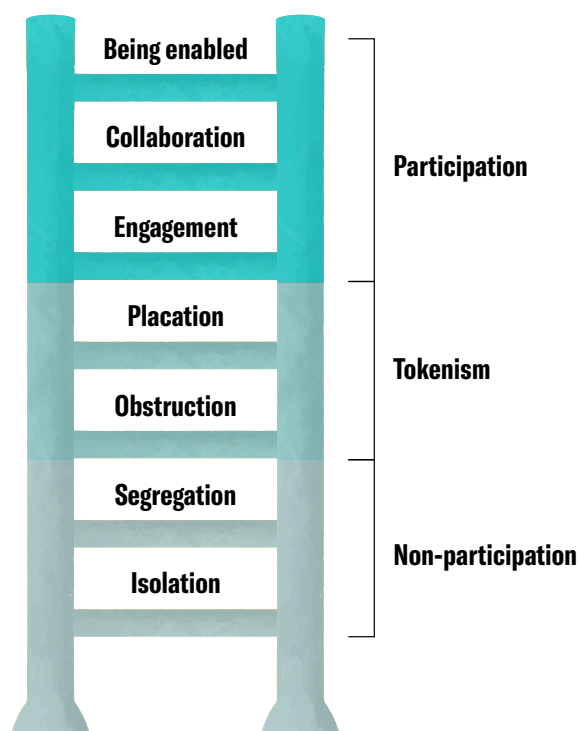 Being enabled
Collaboration
Participation
Engagement
Placation
Tokenism
Obstruction
Segregation
Non-participation
Isolation